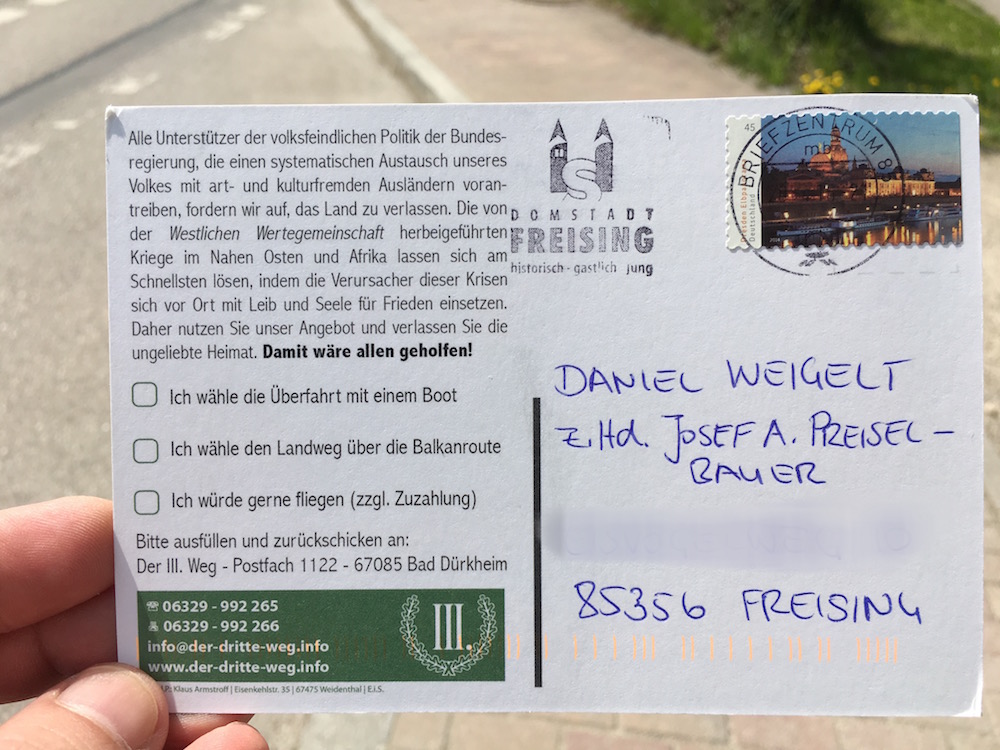 Alle Unterstützer der volksfeindlichen Politik der Bundes-
regierung, die einen systematischen Austausch unseres
Volkes mit art- und kulturfremden Ausländern voran-
treiben, fordern wir auf, das Land zu verlassen. Die von
der Westlichen Wertegemeinschaft herbeigeführten
Kriege im Nahen Osten und Afrika lassen sich am
Schnellsten lösen, indem die Verursacher dieser Krisen
sich vor Ort mit Leib und Seele für Frieden einsetzen.
Daher nutzen Sie unser Angebot und verlassen Sie die
ungeliebte Heimat. Damit wäre allen geholfen!
Ich wähle die Überfahrt mit einem Boot
Ich wähle den Landweg über die Balkanroute
Ich würde gerne fliegen (zzgl. Zuzahlung)
Bitte ausfüllen und zurückschicken an:
Der III. Weg - Postfach 1122 - 67085 Bad Dürkheim
06329 - 992 265
06329 - 992 266
info@der-dritte-weg.info
www.der-dritte-weg.info
III.
Klaus Armstroff | Eisenkehlstr. 35 | 67475 Weidenthal | E.i.S.
DOMSTADT
FREISING
historisch - gastlich jung
45
Deutschland
BRIEFZENTRUM 8
DANIEL WEIGELT
z.Hd. JOSEF A. PREISEL-
BAUER
85356 FREISING